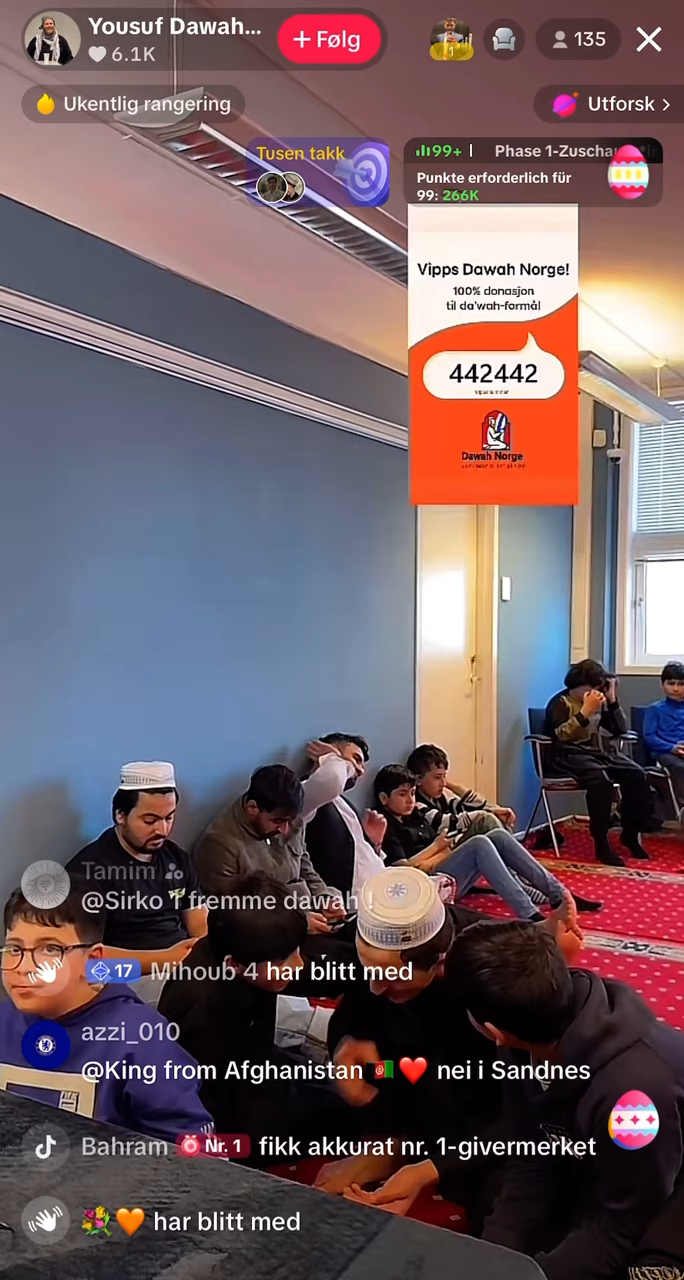 Yousuf Dawah...
6.1K
+ Følg
1
135
Ukentlig rangering
Utforsk >
Tusen takk
99+ | Phase 1-Zuscha
Punkte erforderlich für
99: 266K
Vipps Dawah Norge!
100% donasjon
til da'wah-formål
442442
Dawah Norge
Tamim
@Sirko 1 fremme dawah !
17 Mihoub 4 har blitt med
azzi_010
@King from Afghanistan 🇦🇫 ❤️ nei i Sandnes
Bahram Nr. 1 fikk akkurat nr. 1-givermerket
💐🧡 har blitt med